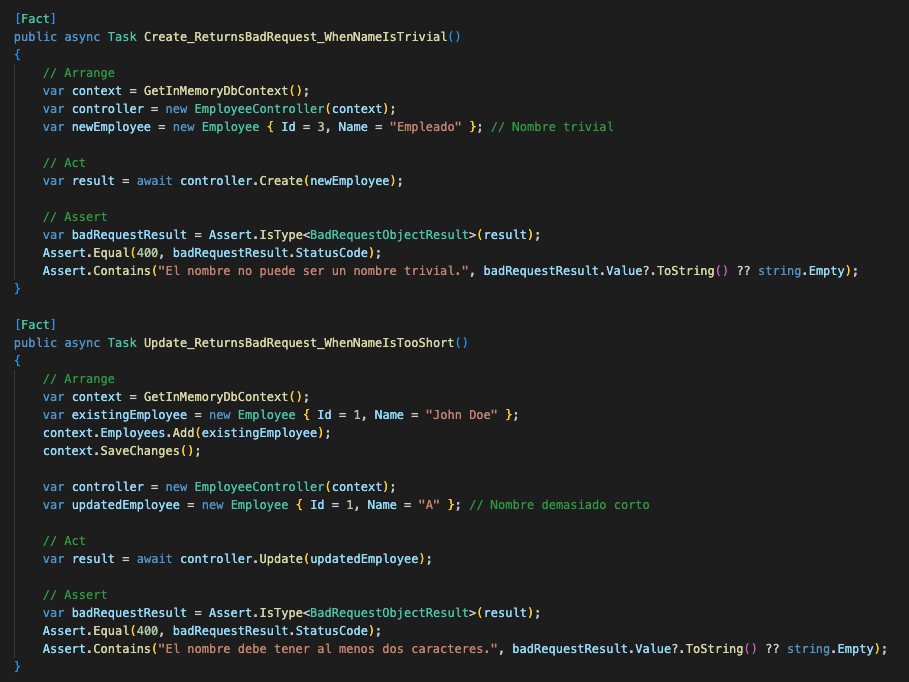 [Fact]
public async Task Create_ReturnsBadRequest_WhenNameIsTrivial()
{
    // Arrange
    var context = GetInMemoryDbContext();
    var controller = new EmployeeController(context);
    var newEmployee = new Employee { Id = 3, Name = "Empleado" }; // Nombre trivial

    // Act
    var result = await controller.Create(newEmployee);

    // Assert
    var badRequestResult = Assert.IsType<BadRequestObjectResult>(result);
    Assert.Equal(400, badRequestResult.StatusCode);
    Assert.Contains("El nombre no puede ser un nombre trivial.", badRequestResult.Value?.ToString() ?? string.Empty);
}

[Fact]
public async Task Update_ReturnsBadRequest_WhenNameIsTooShort()
{
    // Arrange
    var context = GetInMemoryDbContext();
    var existingEmployee = new Employee { Id = 1, Name = "John Doe" };
    context.Employees.Add(existingEmployee);
    context.SaveChanges();

    var controller = new EmployeeController(context);
    var updatedEmployee = new Employee { Id = 1, Name = "A" }; // Nombre demasiado corto

    // Act
    var result = await controller.Update(updatedEmployee);

    // Assert
    var badRequestResult = Assert.IsType<BadRequestObjectResult>(result);
    Assert.Equal(400, badRequestResult.StatusCode);
    Assert.Contains("El nombre debe tener al menos dos caracteres.", badRequestResult.Value?.ToString() ?? string.Empty);
}